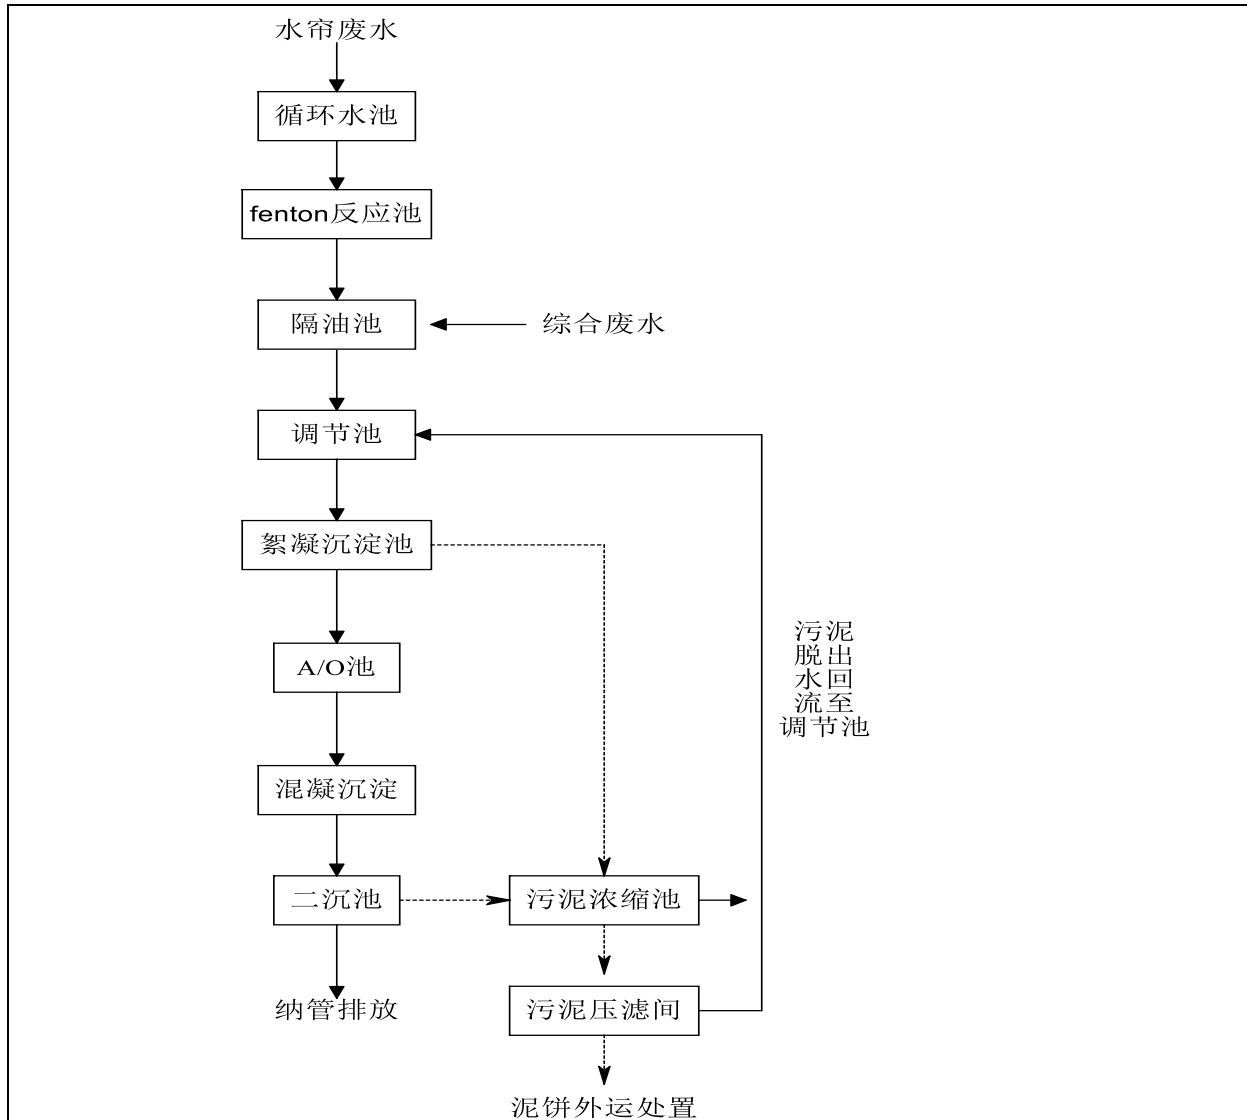 水帘废水
循环水池
fenton反应池
隔油池
综合废水
调节池
絮凝沉淀池
A/O池
污泥
脱出
水回
流至
调节池
混凝沉淀
二沉池
污泥浓缩池
纳管排放
污泥压滤间
泥饼外运处置